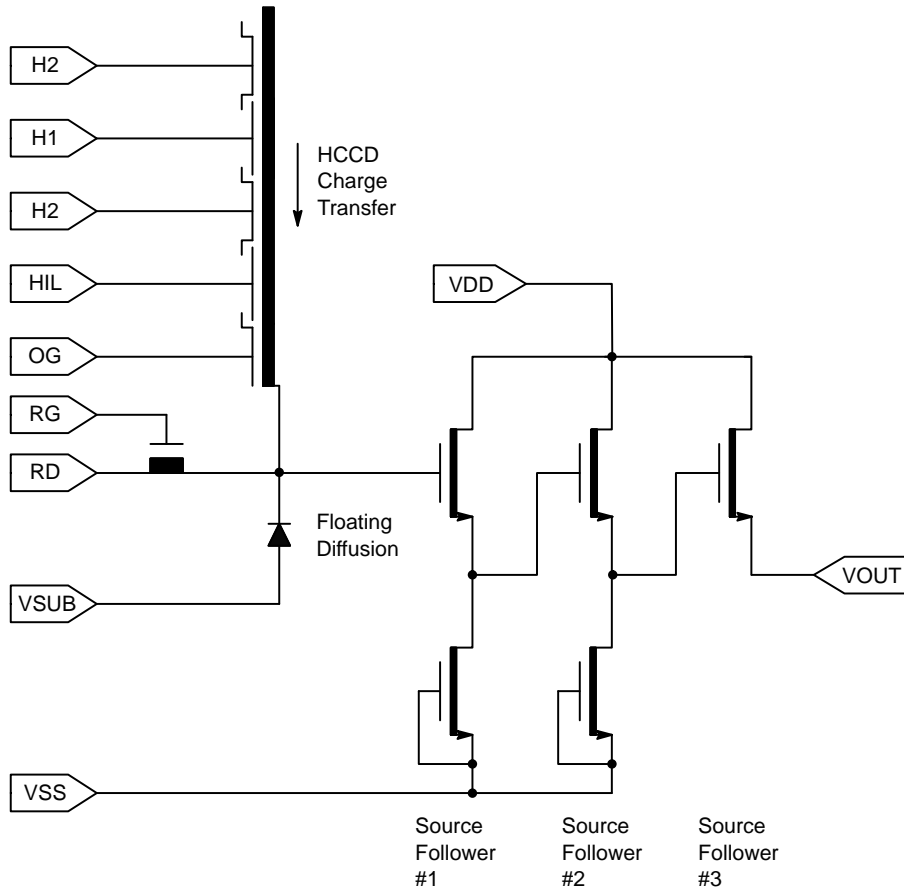 H2
H1
HCCD
Charge
Transfer
H2
HIL
VDD
OG
RG
RD
Floating
Diffusion
VOUT
VSUB
VSS
Source
Follower
#1
Source
Follower
#2
Source
Follower
#3